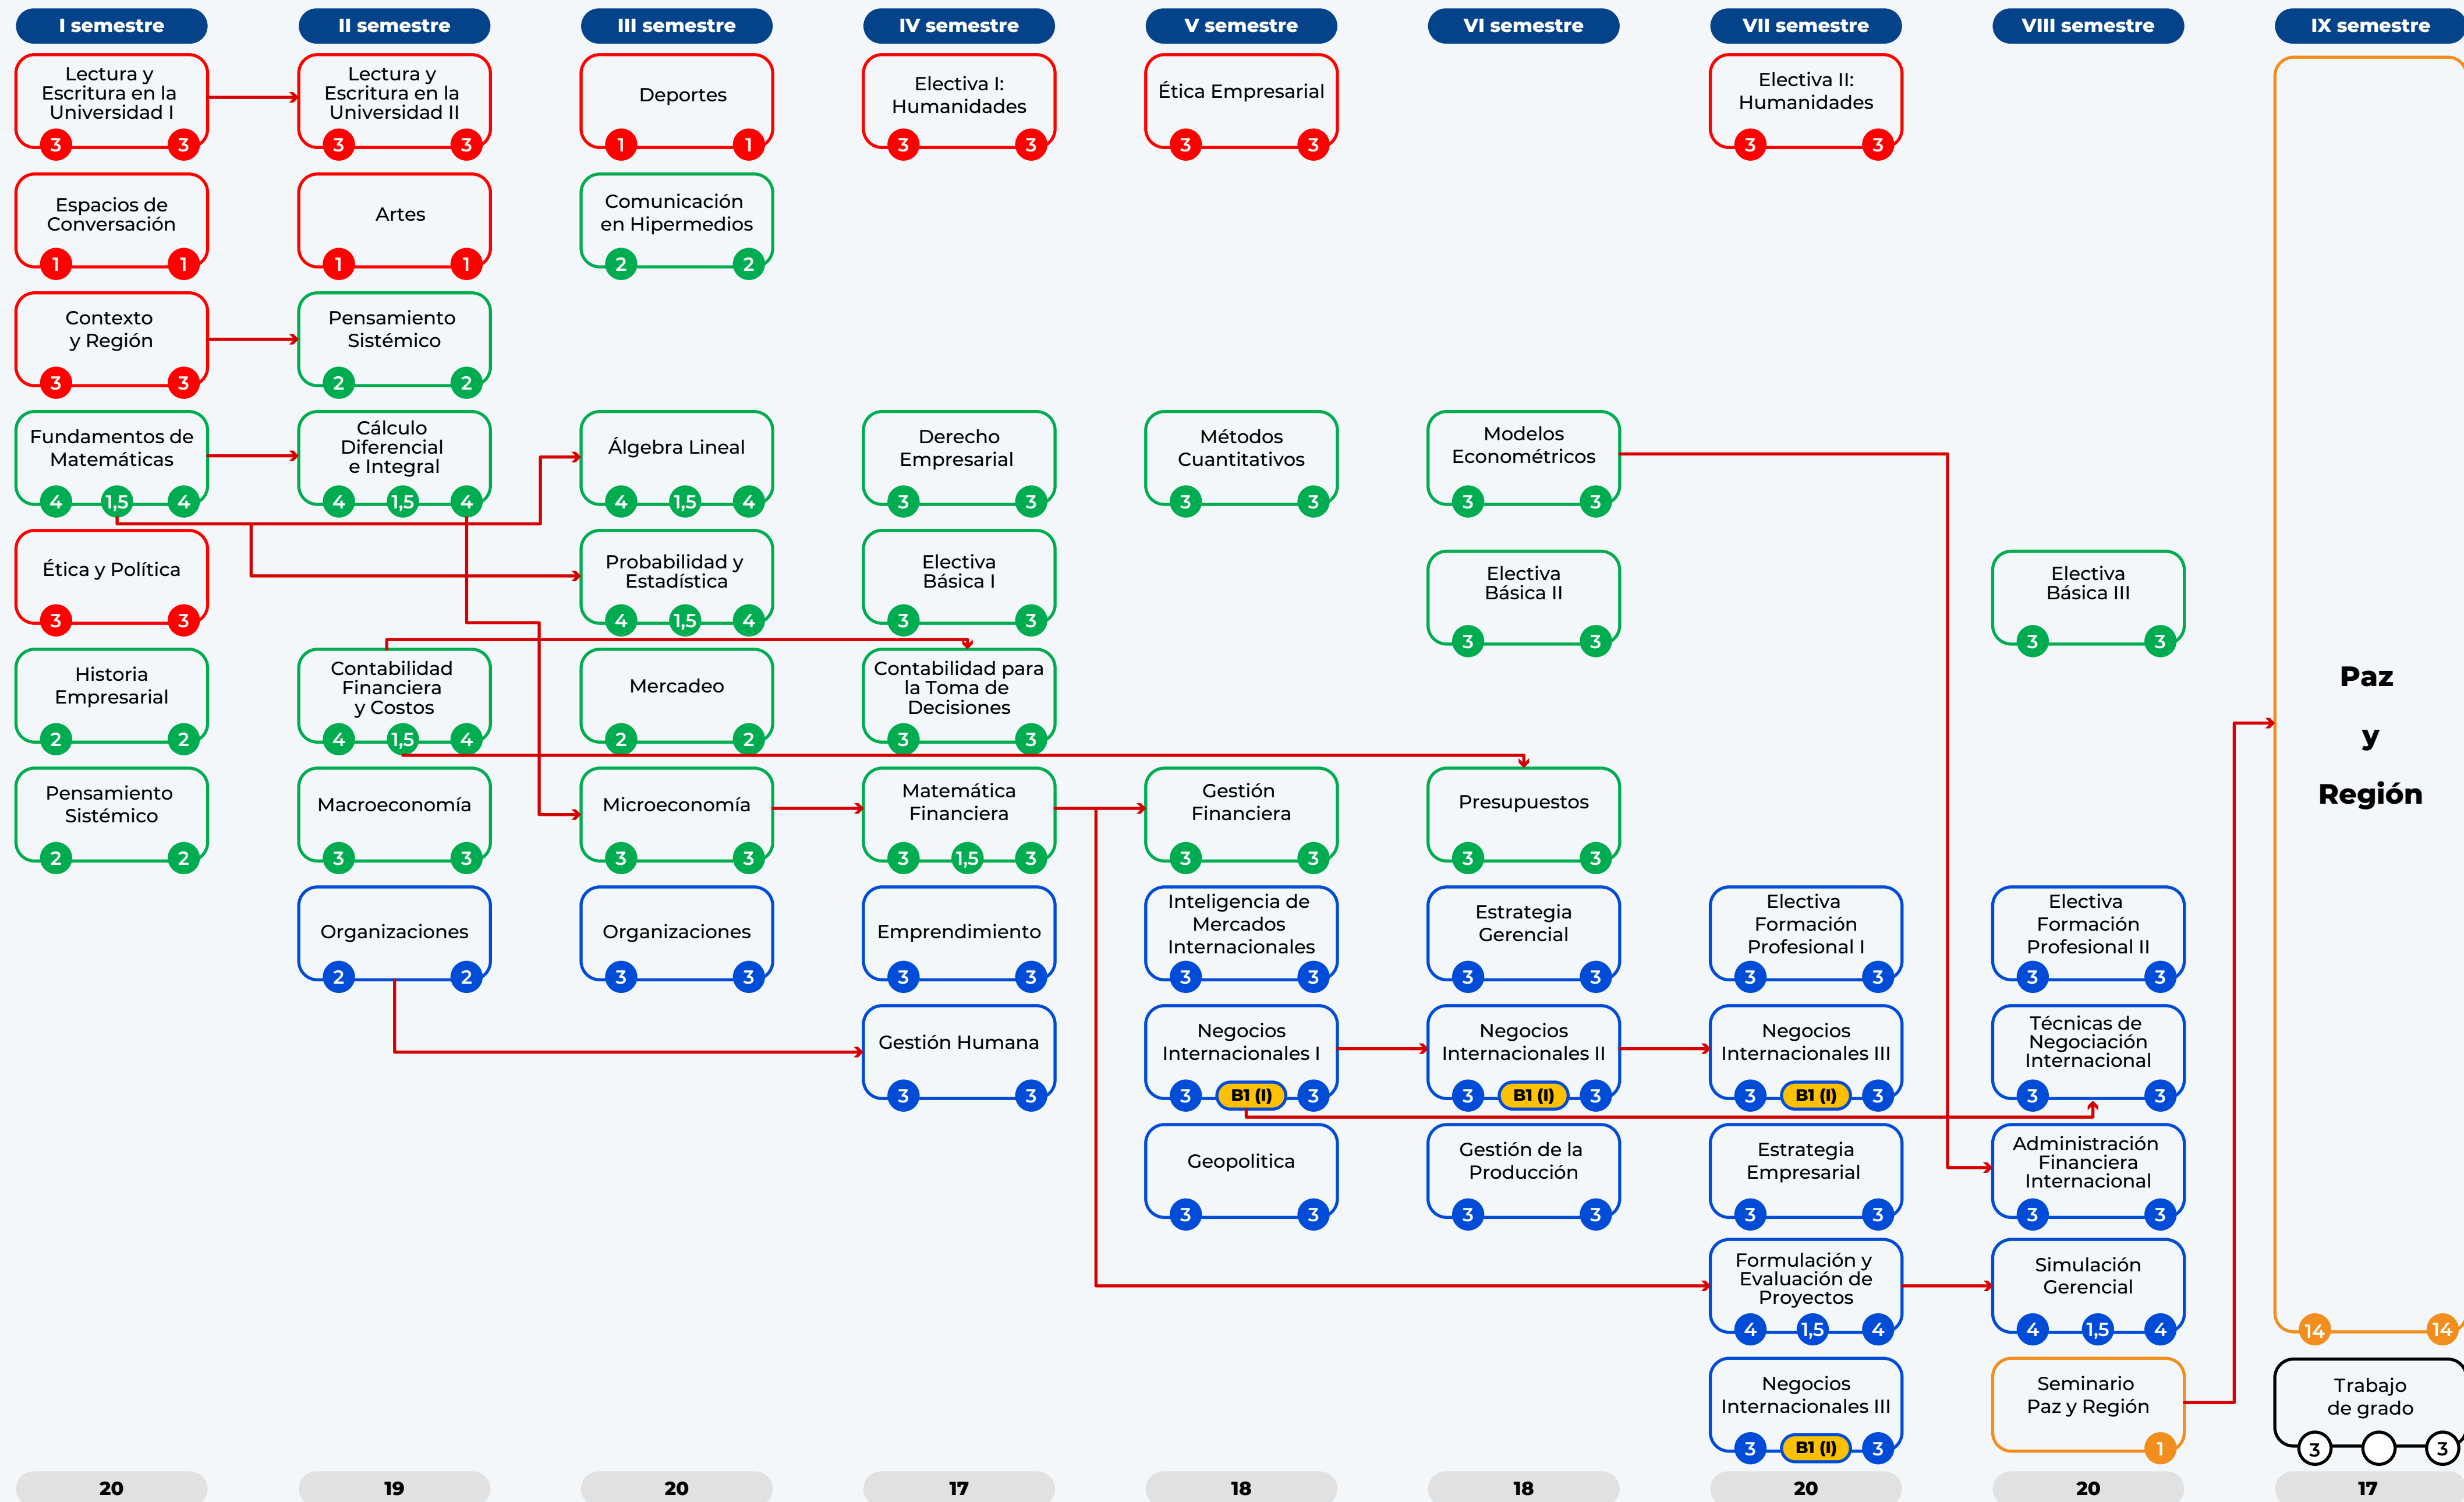 I semestre
II semestre
III semestre
IV semestre
V semestre
VI semestre
VII semestre
VIII semestre
IX semestre
Lectura y
Escritura en la
Universidad I
3 3
Lectura y
Escritura en la
Universidad II
3 3
Deportes
1 1
Electiva I:
Humanidades
3 3
Ética Empresarial
3 3
Electiva II:
Humanidades
3 3
Espacios de
Conversación
1 1
Artes
1 1
Comunicación
en Hipermedios
2 2
Contexto
y Región
3 3
Pensamiento
Sistémico
2 2
Fundamentos de
Matemáticas
4 1,5 4
Cálculo
Diferencial
e Integral
4 1,5 4
Álgebra Lineal
4 1,5 4
Derecho
Empresarial
3 3
Métodos
Cuantitativos
3 3
Modelos
Econométricos
3 3
Ética y Política
3 3
Probabilidad y
Estadística
4 1,5 4
Electiva
Básica I
3 3
Electiva
Básica II
3 3
Electiva
Básica III
3 3
Historia
Empresarial
2 2
Contabilidad
Financiera
y Costos
4 1,5 4
Mercadeo
2 2
Contabilidad para
la Toma de
Decisiones
3 3
Pensamiento
Sistémico
2 2
Macroeconomía
3 3
Microeconomía
3 3
Matemática
Financiera
3 1,5 3
Gestión
Financiera
3 3
Presupuestos
3 3
Organizaciones
2 2
Organizaciones
3 3
Emprendimiento
3 3
Inteligencia de
Mercados
Internacionales
3 3
Estrategia
Gerencial
3 3
Electiva
Formación
Profesional I
3 3
Electiva
Formación
Profesional II
3 3
Gestión Humana
3 3
Negocios
Internacionales I
3 B1 (I) 3
Negocios
Internacionales II
3 B1 (I) 3
Negocios
Internacionales III
3 B1 (I) 3
Técnicas de
Negociación
Internacional
3 3
Geopolitica
3 3
Gestión de la
Producción
3 3
Estrategia
Empresarial
3 3
Administración
Financiera
Internacional
3 3
Formulación y
Evaluación de
Proyectos
4 1,5 4
Simulación
Gerencial
4 1,5 4
Negocios
Internacionales III
3 B1 (I) 3
Seminario
Paz y Región
1
Paz
y
Región
14 14
Trabajo
de grado
3 3
20
19
20
17
18
18
20
20
17